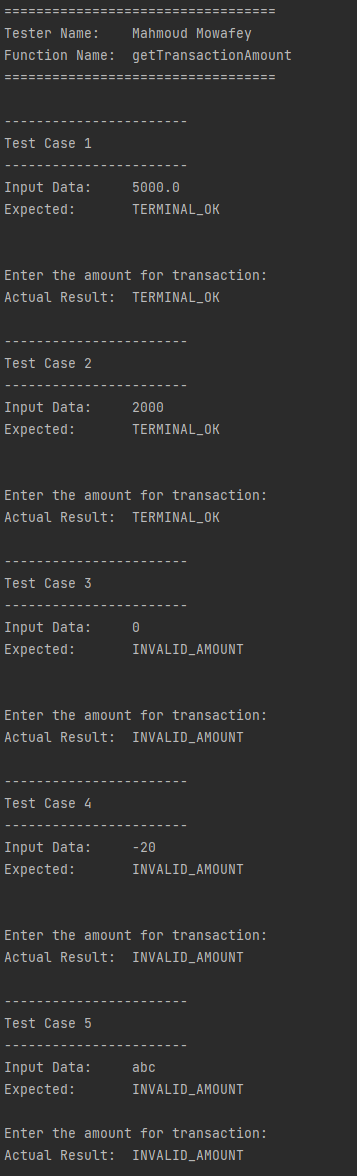 ==================================
Tester Name:    Mahmoud Mowafey
Function Name:  getTransactionAmount
==================================
-----------------------
Test Case 1
-----------------------
Input Data:     5000.0
Expected:       TERMINAL_OK
Enter the amount for transaction:
Actual Result:  TERMINAL_OK
-----------------------
Test Case 2
-----------------------
Input Data:     2000
Expected:       TERMINAL_OK
Enter the amount for transaction:
Actual Result:  TERMINAL_OK
-----------------------
Test Case 3
-----------------------
Input Data:     0
Expected:       INVALID_AMOUNT
Enter the amount for transaction:
Actual Result:  INVALID_AMOUNT
-----------------------
Test Case 4
-----------------------
Input Data:     -20
Expected:       INVALID_AMOUNT
Enter the amount for transaction:
Actual Result:  INVALID_AMOUNT
-----------------------
Test Case 5
-----------------------
Input Data:     abc
Expected:       INVALID_AMOUNT
Enter the amount for transaction:
Actual Result:  INVALID_AMOUNT